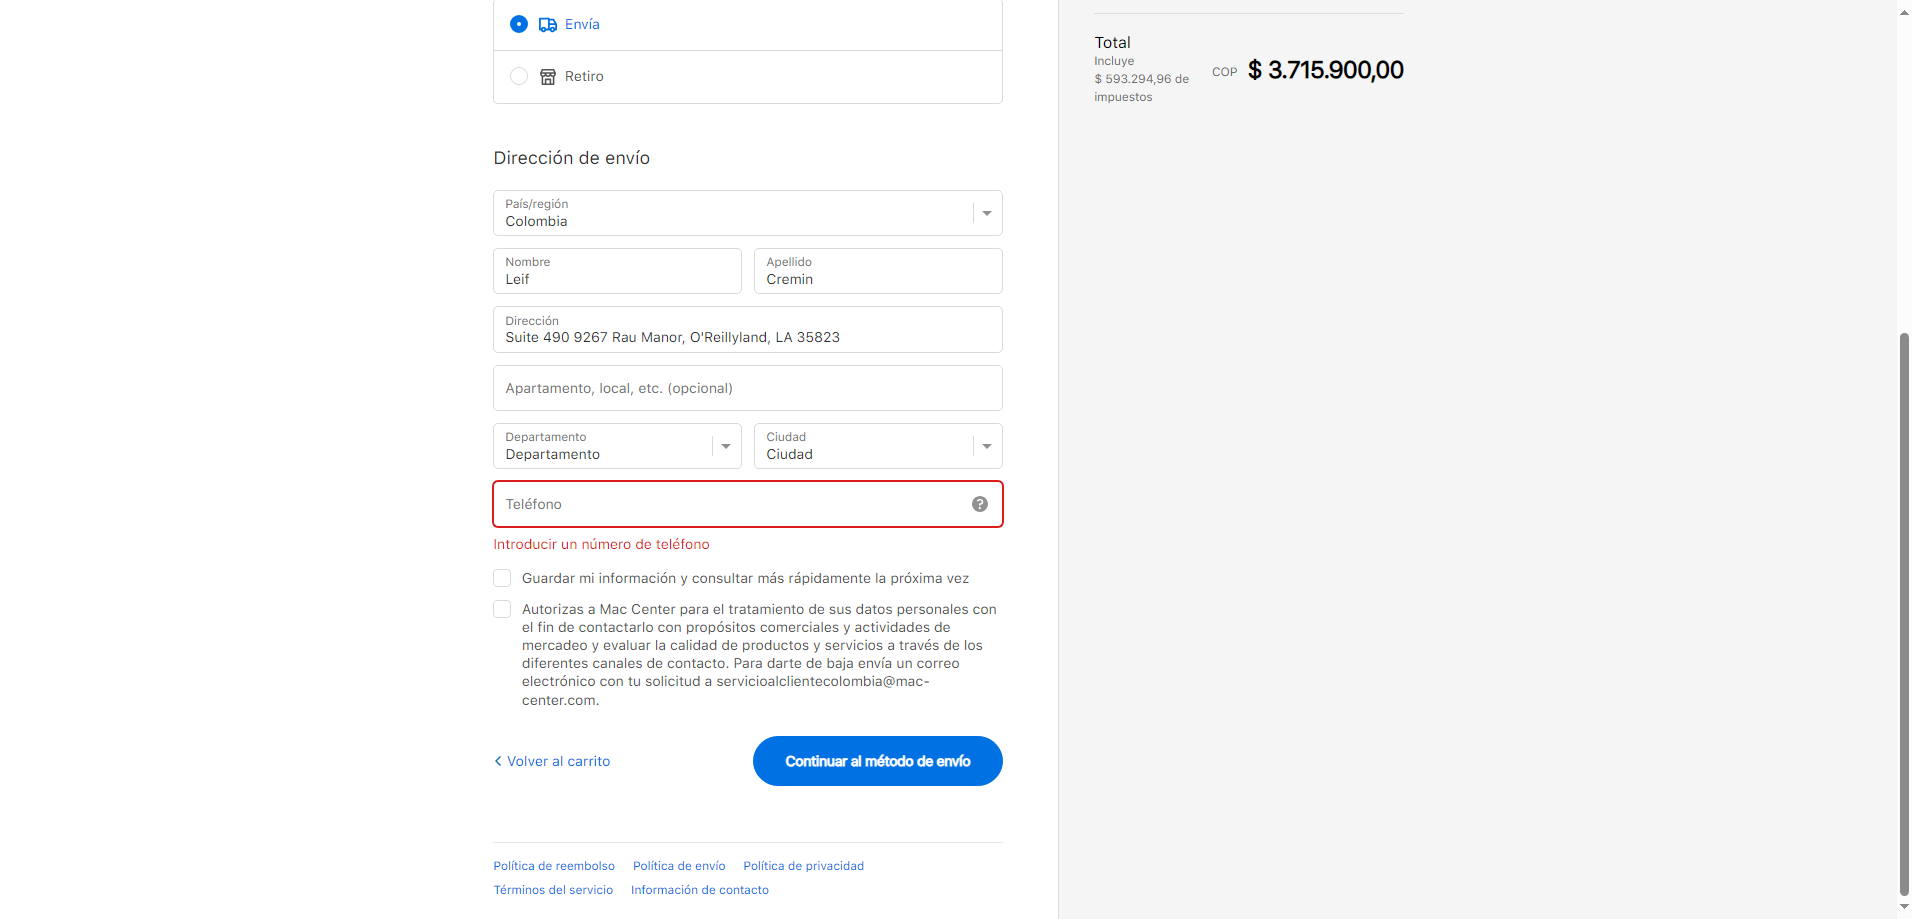 Envía
Retiro
Dirección de envío
País/región
Colombia
Nombre
Leif
Apellido
Cremin
Dirección
Suite 490 9267 Rau Manor, O'Reillyland, LA 35823
Apartamento, local, etc. (opcional)
Departamento
Departamento
Ciudad
Ciudad
Teléfono
?
Introducir un número de teléfono
Guardar mi información y consultar más rápidamente la próxima vez
Autorizas a Mac Center para el tratamiento de sus datos personales con
el fin de contactarlo con propósitos comerciales y actividades de
mercadeo y evaluar la calidad de productos y servicios a través de los
diferentes canales de contacto. Para darte de baja envía un correo
electrónico con tu solicitud a servicioalclientecolombia@mac-
center.com.
Volver al carrito
Continuar al método de envío
Política de reembolso
Política de envío
Política de privacidad
Términos del servicio
Información de contacto
Total
Incluye
$ 593.294,96 de
impuestos
COP $ 3.715.900,00